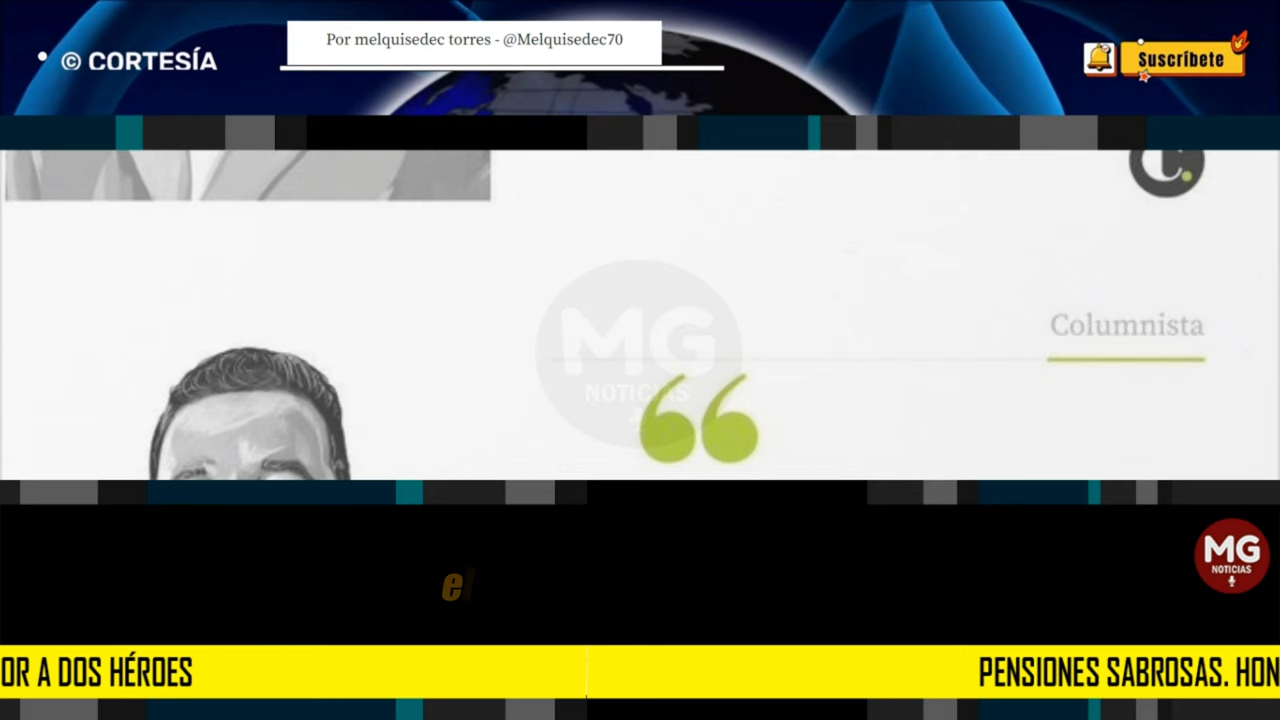 © CORTESÍA
Por melquisedec torres - @Melquisedec70
Suscríbete
Columnista
MG
NOTICIAS
el
MG
NOTICIAS
OR A DOS HÉROES
PENSIONES SABROSAS. HON